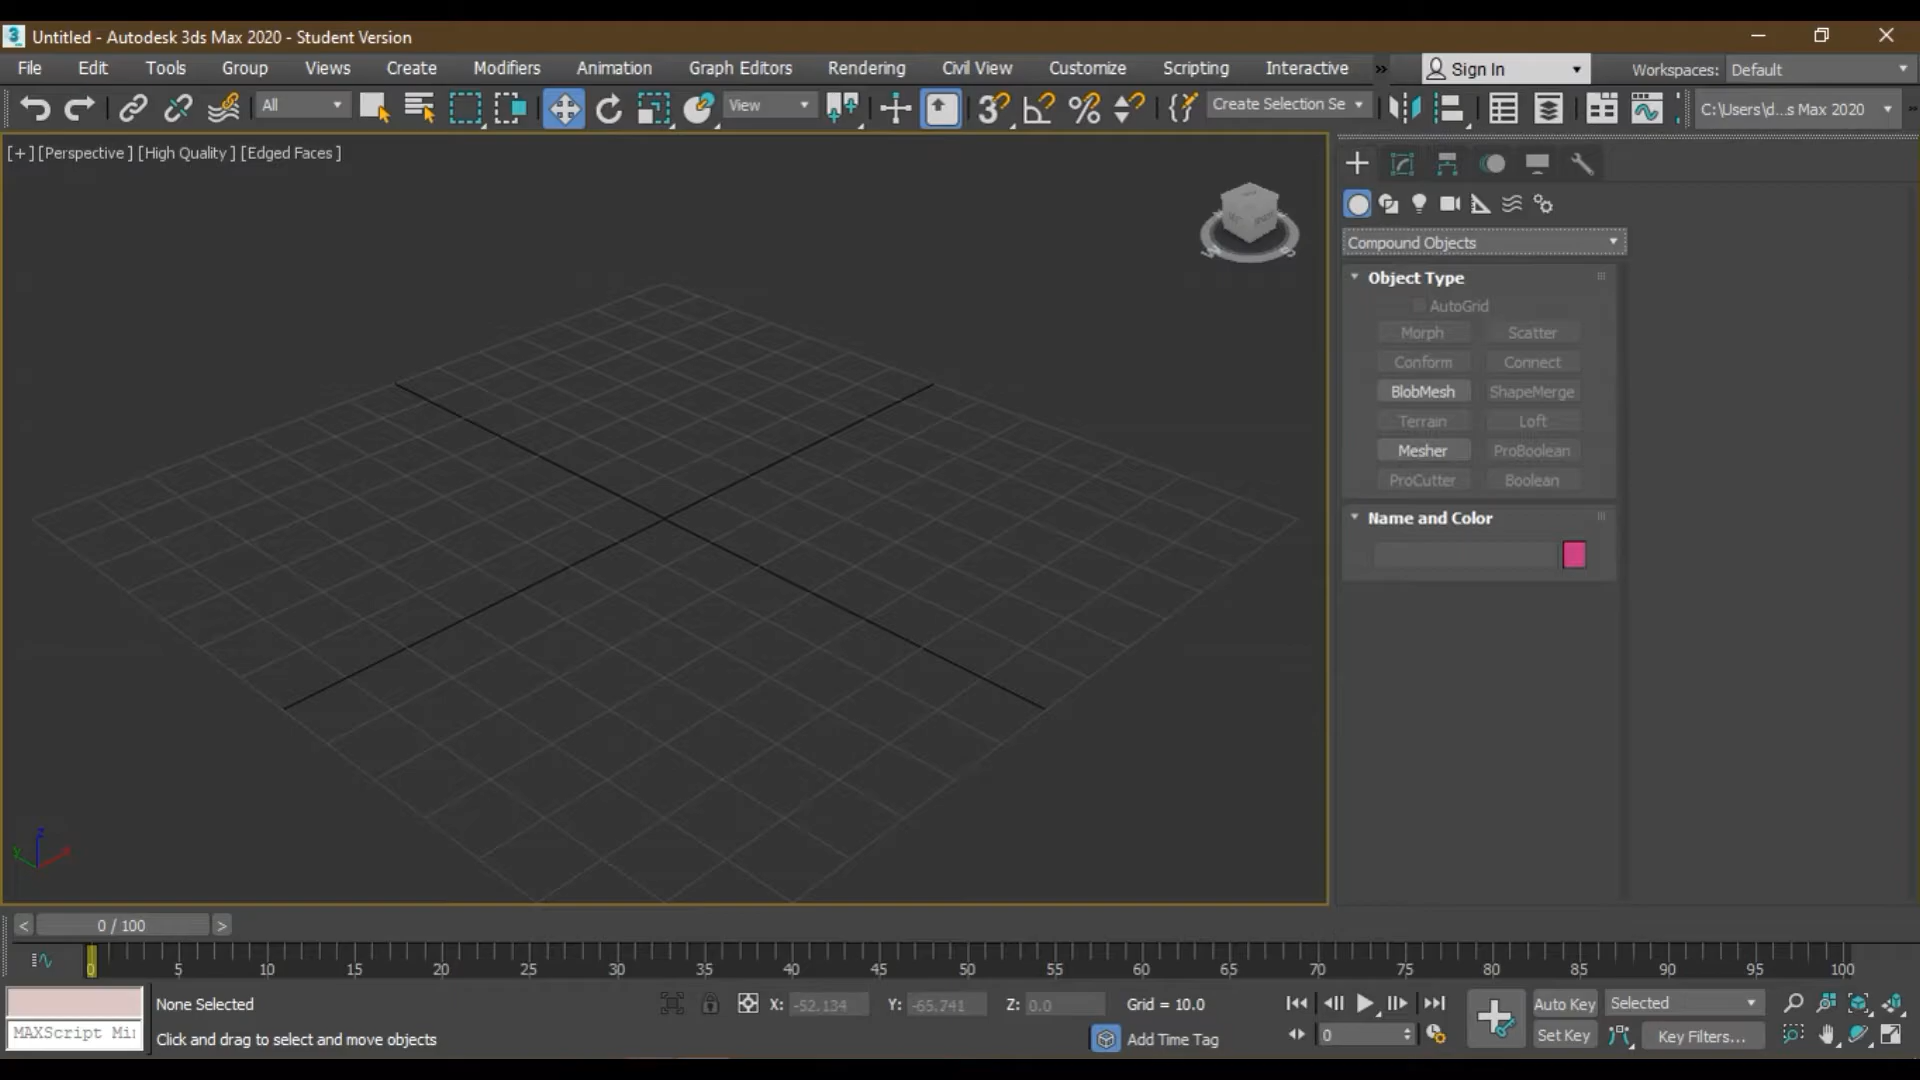 Untitled - Autodesk 3ds Max 2020 - Student Version
File Edit Tools Group Views Create Modifiers Animation Graph Editors Rendering Civil View Customize Scripting Interactive » Sign In Workspaces: Default
All View Create Selection Se C:\Users\d...s Max 2020 »
[+] [Perspective] [High Quality] [Edged Faces]
Compound Objects
Object Type
AutoGrid
Morph Scatter
Conform Connect
BlobMesh ShapeMerge
Terrain Loft
Mesher ProBoolean
ProCutter Boolean
Name and Color
z
y x
< 0 / 100 >
0 5 10 15 20 25 30 35 40 45 50 55 60 65 70 75 80 85 90 95 100
None Selected X: -52.134 Y: -65.741 Z: 0.0 Grid = 10.0 Auto Key Selected
MAXScript Mi Click and drag to select and move objects Add Time Tag 0 Set Key Key Filters...